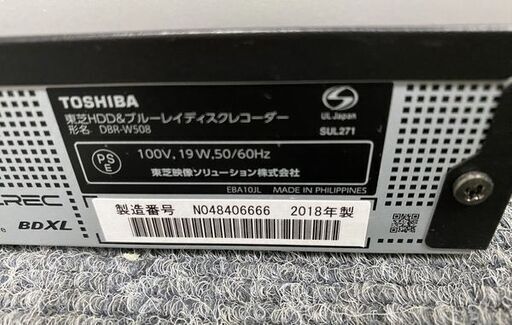 TOSHIBA
東芝HDD&ブルーレイディスクレコーダー
形名 DBR-W508
UL Japan
SUL271
PS
E
100V, 19W, 50/60Hz
東芝映像ソリューション株式会社
EBA10JL MADE IN PHILIPPINES
REC
BDXL
製造番号 N048406666 2018年製